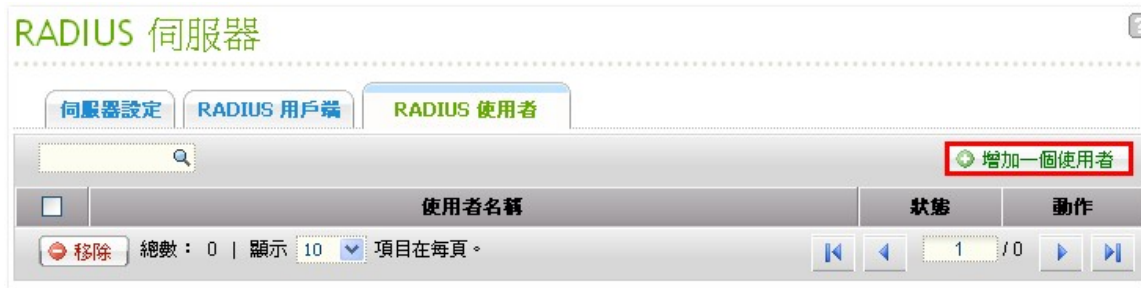 RADIUS 伺服器
伺服器設定 RADIUS 用戶端 RADIUS 使用者
增加一個使用者
使用者名稱 狀態 動作
移除 總數： 0 | 顯示 10 項目在每頁。 1 / 0